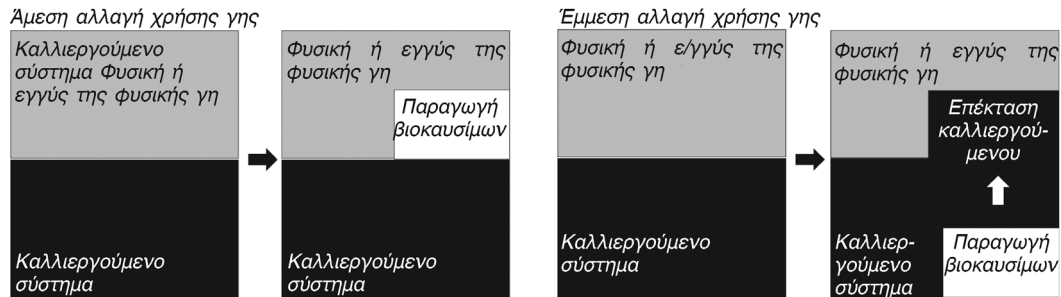 Άμεση αλλαγή χρήσης γης
Καλλιεργούμενο
σύστημα Φυσική ή
εγγύς της φυσικής γη
Καλλιεργούμενο
σύστημα
Φυσική ή εγγύς της
φυσικής γη
Παραγωγή
βιοκαυσίμων
Καλλιεργούμενο
σύστημα
Έμμεση αλλαγή χρήσης γης
Φυσική ή ε/γγύς της
φυσικής γη
Καλλιεργούμενο
σύστημα
Φυσική ή εγγύς της
φυσικής γη
Επέκταση
καλλιεργού-
μενου
Καλλιερ-
γούμενο
σύστημα
Παραγωγή
βιοκαυσίμων